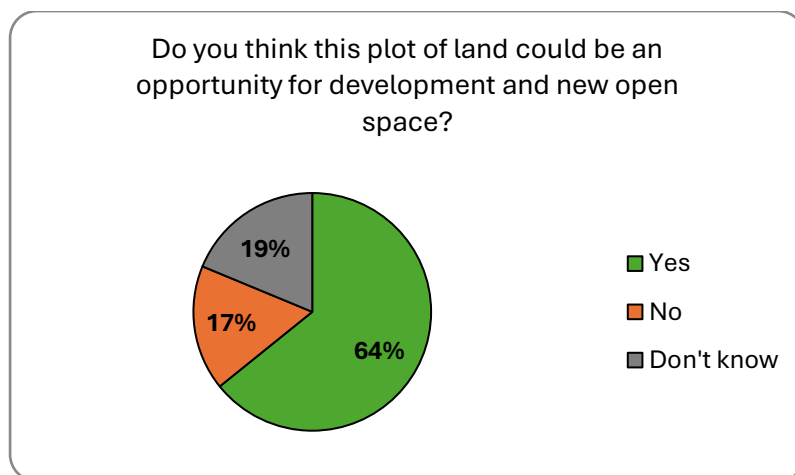 Do you think this plot of land could be an
opportunity for development and new open
space?
19%
17%
64%
Yes
No
Don't know